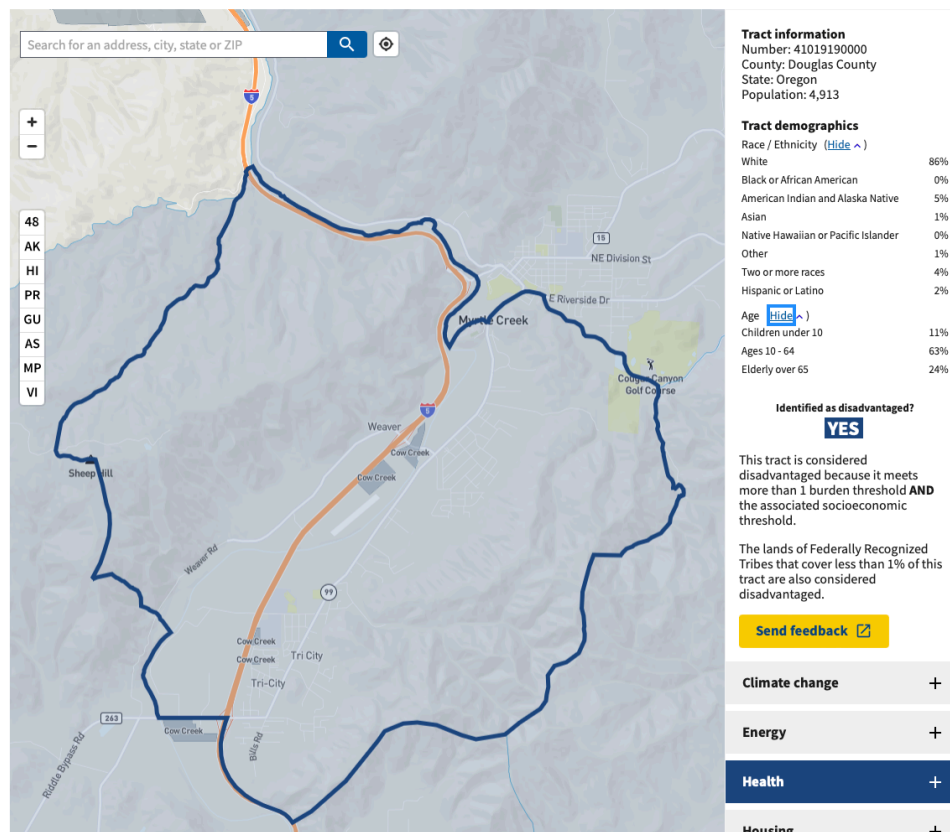 Search for an address, city, state or ZIP
5
+
−
48
AK
HI
PR
GU
AS
MP
VI
15
NE Division St
E Riverside Dr
Myrtle Creek
Cougar Canyon
Golf Course
5
Weaver
Cow Creek
Cow Creek
Sheep Hill
Weaver Rd
99
Cow Creek
Cow Creek
Tri City
Tri-City
263
Cow Creek
Bills Rd
Riddle Bypass Rd
Tract information
Number: 41019190000
County: Douglas County
State: Oregon
Population: 4,913
Tract demographics
Race / Ethnicity (Hide ^ )
White 86%
Black or African American 0%
American Indian and Alaska Native 5%
Asian 1%
Native Hawaiian or Pacific Islander 0%
Other 1%
Two or more races 4%
Hispanic or Latino 2%
Age Hide ^ )
Children under 10 11%
Ages 10 - 64 63%
Elderly over 65 24%
Identified as disadvantaged?
YES
This tract is considered
disadvantaged because it meets
more than 1 burden threshold AND
the associated socioeconomic
threshold.
The lands of Federally Recognized
Tribes that cover less than 1% of this
tract are also considered
disadvantaged.
Send feedback
Climate change +
Energy +
Health +
Housing +